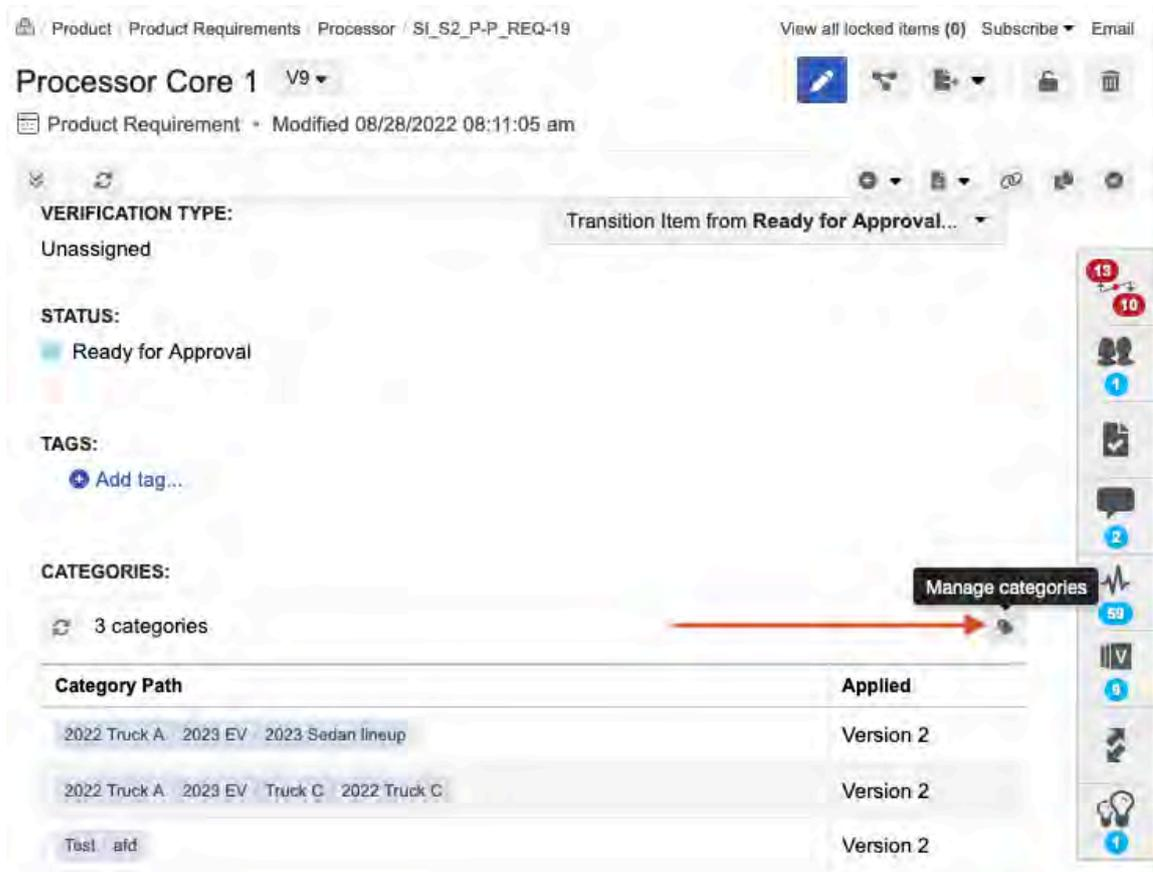 Product Product Requirements Processor SI_S2_P-P_REQ-19 View all locked items (0) Subscribe Email
Processor Core 1 V9
Product Requirement • Modified 08/28/2022 08:11:05 am
VERIFICATION TYPE:
Transition Item from Ready for Approval...
Unassigned
13
10
STATUS:
Ready for Approval
1
TAGS:
Add tag...
2
CATEGORIES:
Manage categories
59
3 categories
V
Category Path Applied
9
2022 Truck A 2023 EV 2023 Sedan lineup Version 2
2022 Truck A 2023 EV Truck C 2022 Truck C Version 2
Test afd Version 2
1